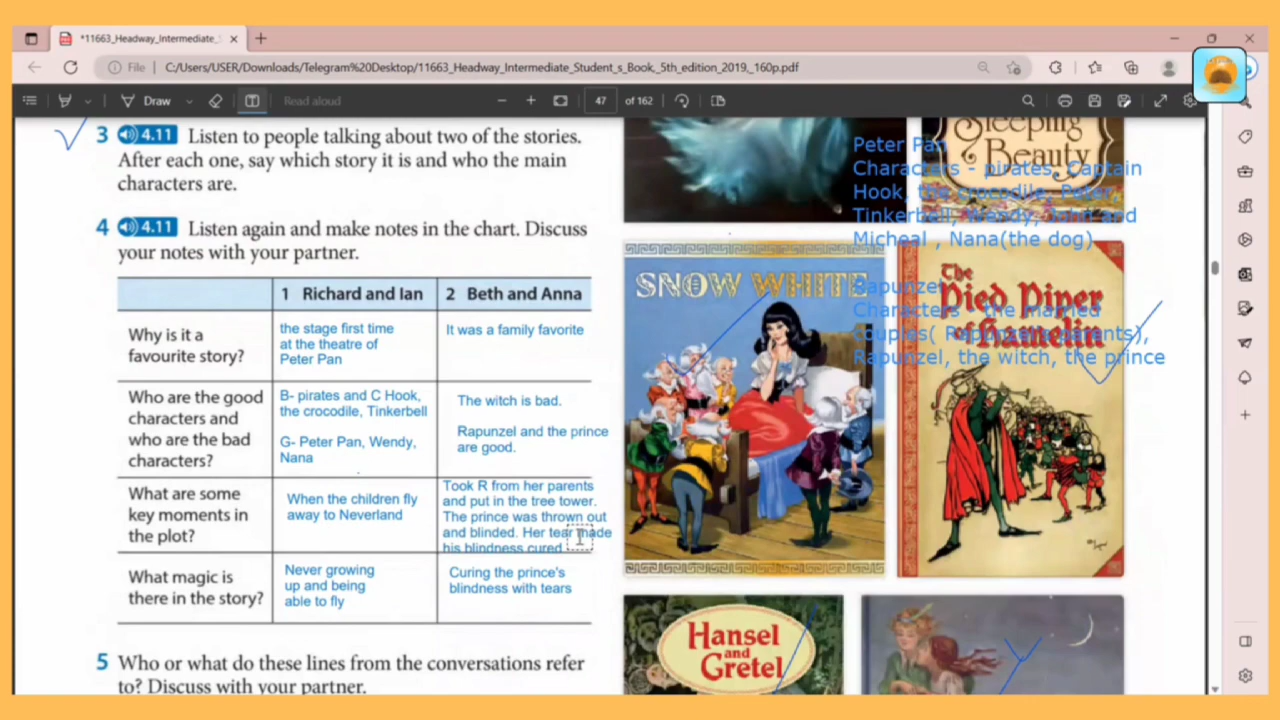 *11663_Headway_Intermediate_
File
C:/Users/USER/Downloads/Telegram%20Desktop/11663_Headway_Intermediate_Student_s_Book,_5th_edition_2019,_160p.pdf
Draw
Read aloud
47 of 162
3 4.11 Listen to people talking about two of the stories.
After each one, say which story it is and who the main
characters are.
4 4.11 Listen again and make notes in the chart. Discuss
your notes with your partner.
1 Richard and Ian
2 Beth and Anna
Why is it a
favourite story?
the stage first time
at the theatre of
Peter Pan
It was a family favorite
Who are the good
characters and
who are the bad
characters?
B- pirates and C Hook,
the crocodile, Tinkerbell
G- Peter Pan, Wendy,
Nana
The witch is bad.
Rapunzel and the prince
are good.
What are some
key moments in
the plot?
When the children fly
away to Neverland
Took R from her parents
and put in the tree tower.
The prince was thrown out
and blinded. Her tear made
his blindness cured
What magic is
there in the story?
Never growing
up and being
able to fly
Curing the prince's
blindness with tears
5 Who or what do these lines from the conversations refer
to? Discuss with your partner.
Sleeping
Beauty
Peter Pan
Characters - pirates, Captain
Hook, the crocodile, Peter,
Tinkerbell, Wendy, John and
Micheal , Nana(the dog)
Rapunzel
Characters - the married
couples( Rapunzel's parents),
Rapunzel, the witch, the prince
SNOW WHITE
The
Pied Piper
of Hamelin
Hansel
and
Gretel